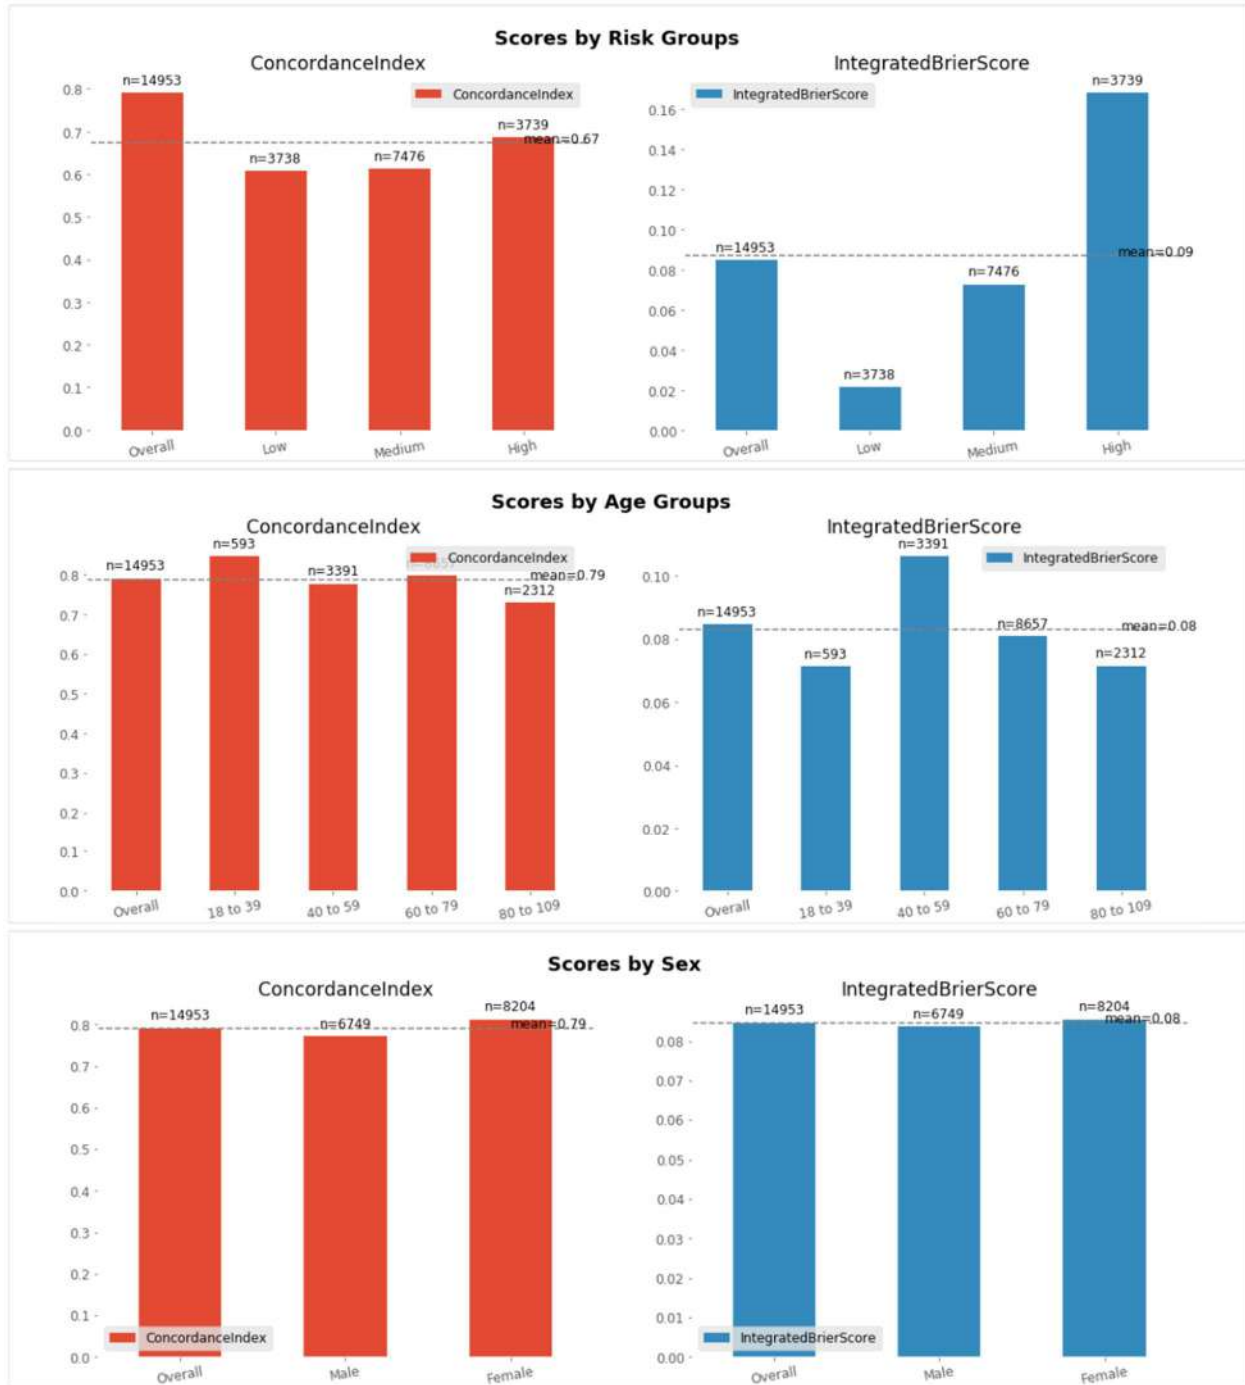 Scores by Risk Groups
ConcordanceIndex
n=14953
ConcordanceIndex
n=3739
mean=0.67
n=3738
n=7476
0.8
0.7
0.6
0.5
0.4
0.3
0.2
0.1
0.0
Overall
Low
Medium
High
IntegratedBrierScore
IntegratedBrierScore
n=3739
n=14953
mean=0.09
n=7476
n=3738
0.16
0.14
0.12
0.10
0.08
0.06
0.04
0.02
0.00
Overall
Low
Medium
High
Scores by Age Groups
ConcordanceIndex
n=593
ConcordanceIndex
n=14953
n=3391
mean=0.79
n=2312
0.8
0.7
0.6
0.5
0.4
0.3
0.2
0.1
0.0
Overall
18 to 39
40 to 59
60 to 79
80 to 109
IntegratedBrierScore
n=3391
IntegratedBrierScore
n=14953
n=8657
mean=0.08
n=593
n=2312
0.10
0.08
0.06
0.04
0.02
0.00
Overall
18 to 39
40 to 59
60 to 79
80 to 109
Scores by Sex
ConcordanceIndex
n=8204
n=14953
n=6749
mean=0.79
0.8
0.7
0.6
0.5
0.4
0.3
0.2
0.1
0.0
ConcordanceIndex
Overall
Male
Female
IntegratedBrierScore
n=8204
n=14953
n=6749
mean=0.08
0.08
0.07
0.06
0.05
0.04
0.03
0.02
0.01
0.00
IntegratedBrierScore
Overall
Male
Female